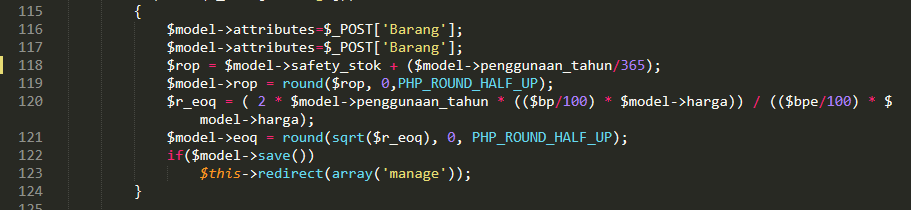 115 {
116 $model->attributes=$_POST['Barang'];
117 $model->attributes=$_POST['Barang'];
118 $rop = $model->safety_stok + ($model->penggunaan_tahun/365);
119 $model->rop = round($rop, 0,PHP_ROUND_HALF_UP);
120 $r_eoq = ( 2 * $model->penggunaan_tahun * (($bp/100) * $model->harga)) / (($bpe/100) * $
model->harga);
121 $model->eoq = round(sqrt($r_eoq), 0, PHP_ROUND_HALF_UP);
122 if($model->save())
123 $this->redirect(array('manage'));
124 }
125